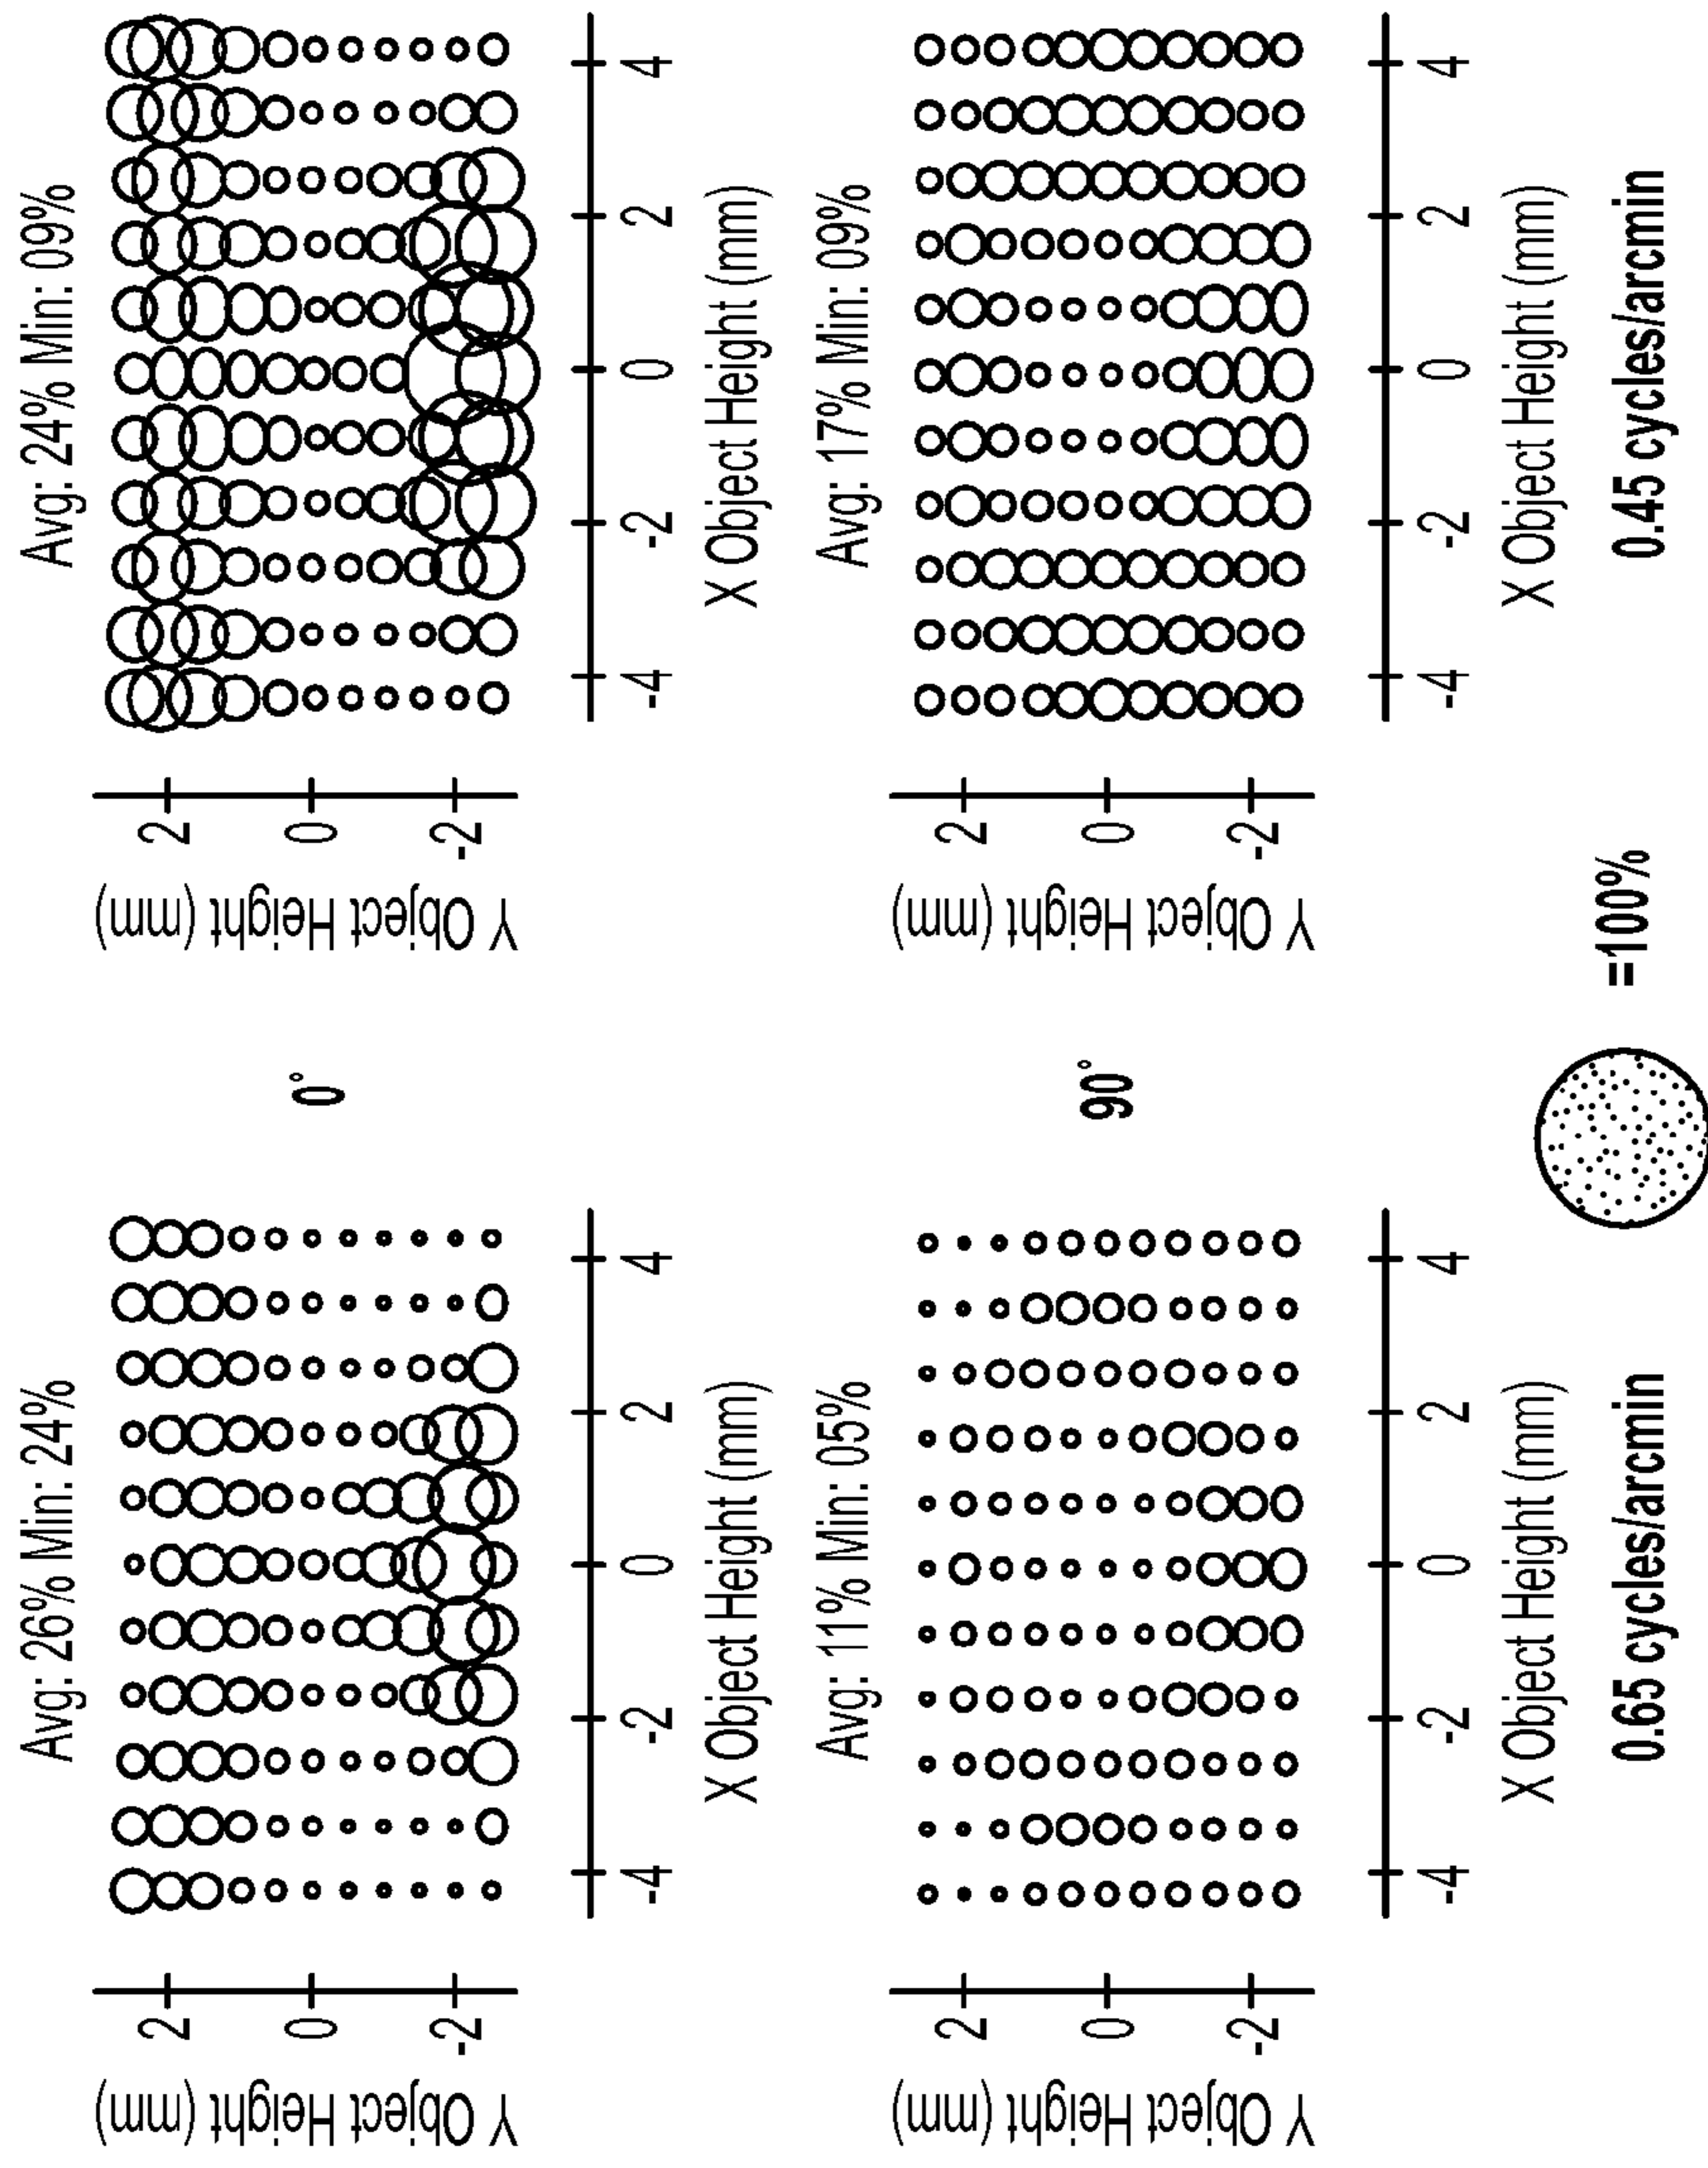 Avg: 26% Min: 24%
Y Object Height (mm)
2
0
-2
-4
-2
0
2
4
X Object Height (mm)
0°
Avg: 24% Min: 09%
Y Object Height (mm)
2
0
-2
-4
-2
0
2
4
X Object Height (mm)
Avg: 11% Min: 05%
Y Object Height (mm)
2
0
-2
-4
-2
0
2
4
X Object Height (mm)
90°
Avg: 17% Min: 09%
Y Object Height (mm)
2
0
-2
-4
-2
0
2
4
X Object Height (mm)
0.65 cycles/arcmin
=100%
0.45 cycles/arcmin